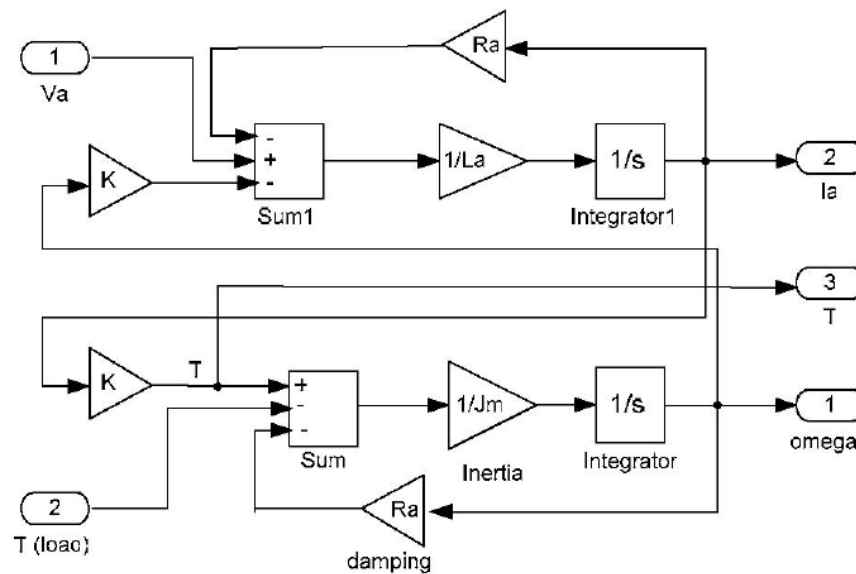 Ra
1
Va
-
+
-
K
1/La
1/s
2
Sum1
Integrator1
Ia
3
T
T
K
+
-
-
1/Jm
1/s
1
Sum
Inertia
Integrator
omega
2
Ra
T (loac)
damping